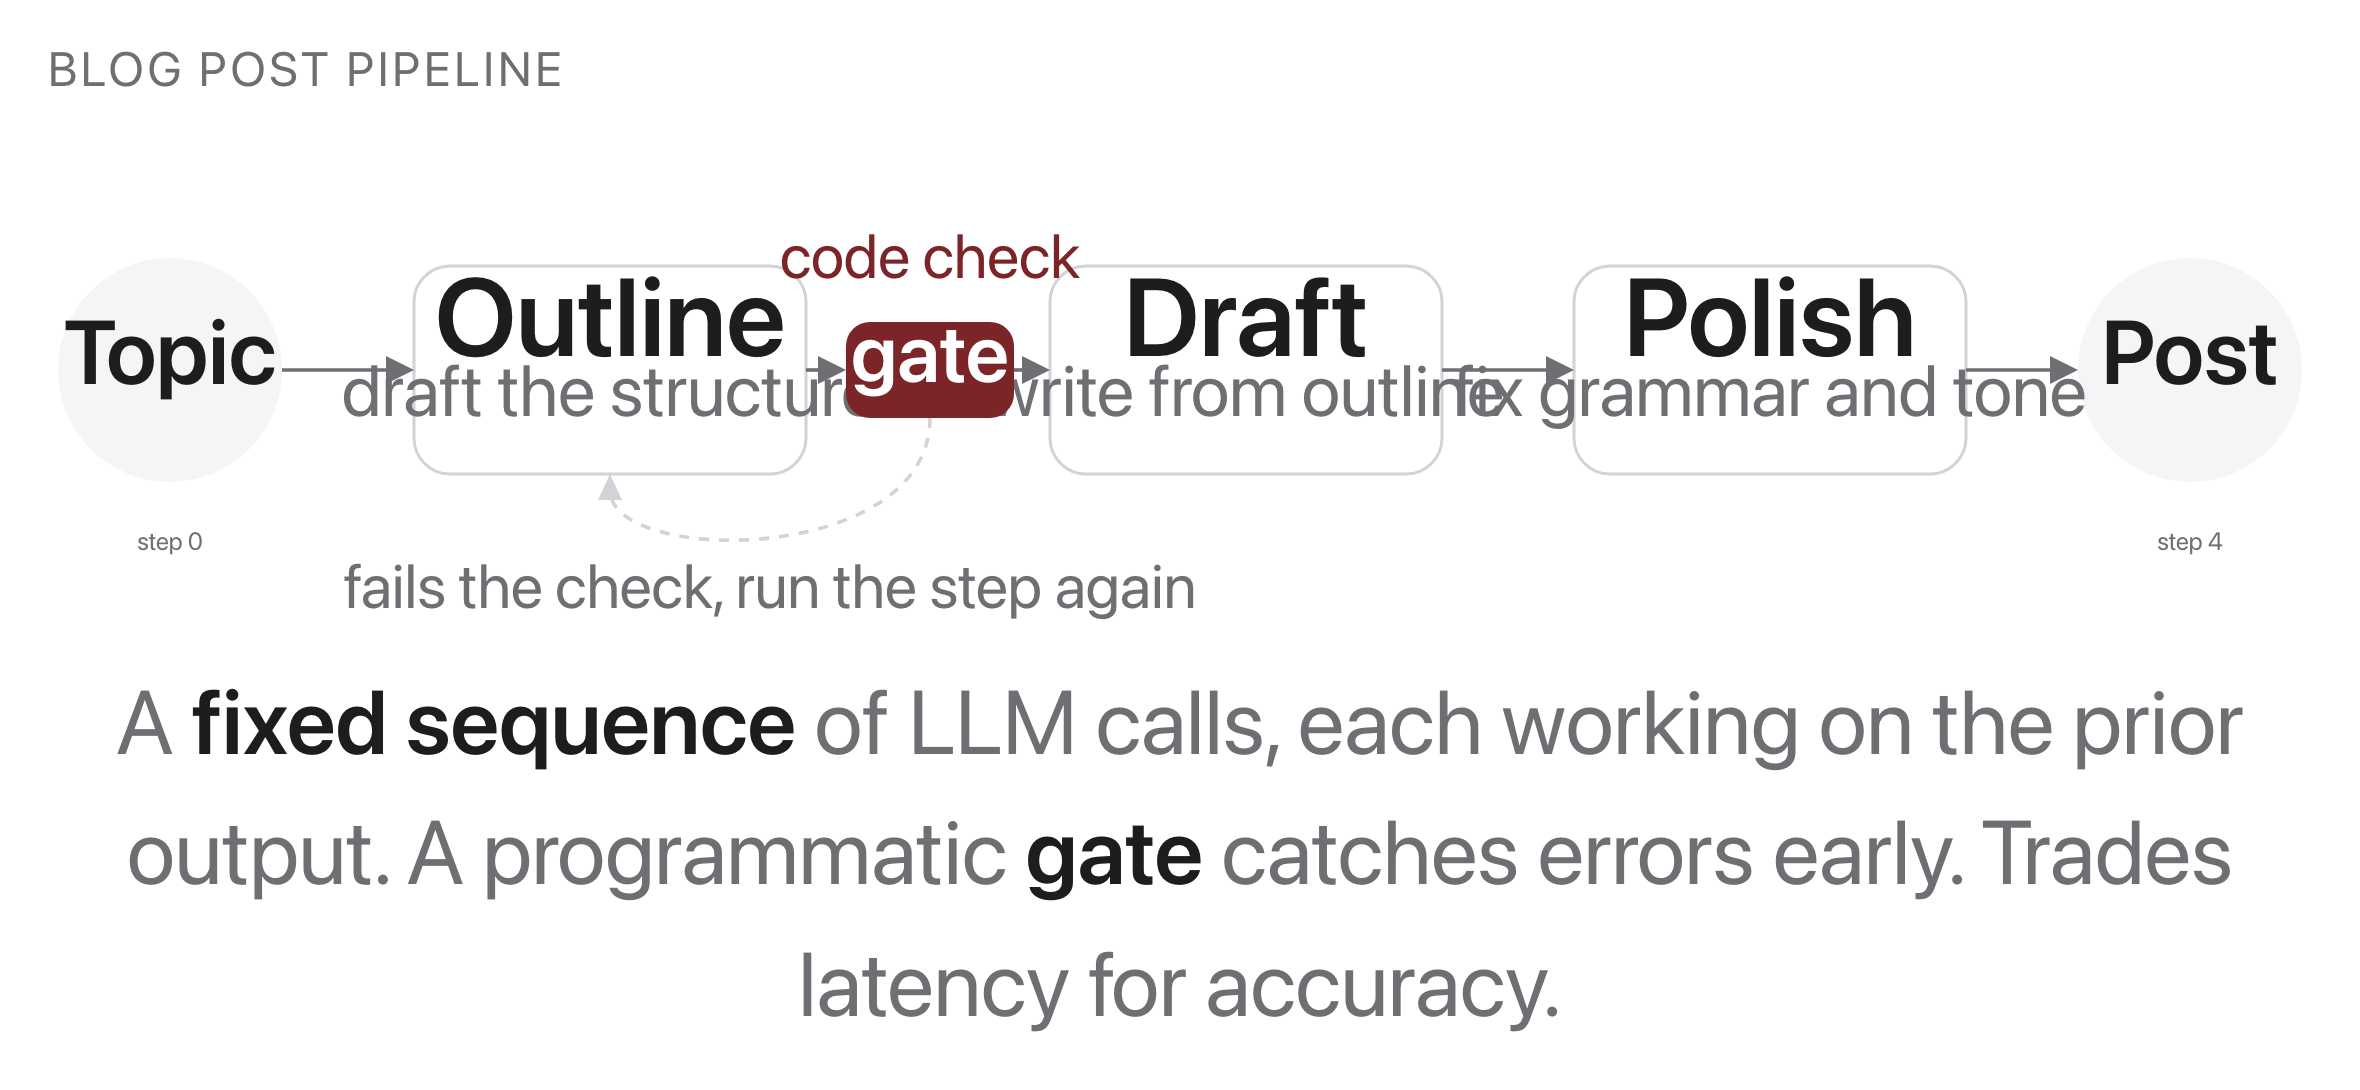 BLOG POST PIPELINE
code check
Topic
Outline
draft the structure
gate
Draft
write from outline
Polish
fix grammar and tone
Post
step 0
step 4
fails the check, run the step again
A fixed sequence of LLM calls, each working on the prior
output. A programmatic gate catches errors early. Trades
latency for accuracy.